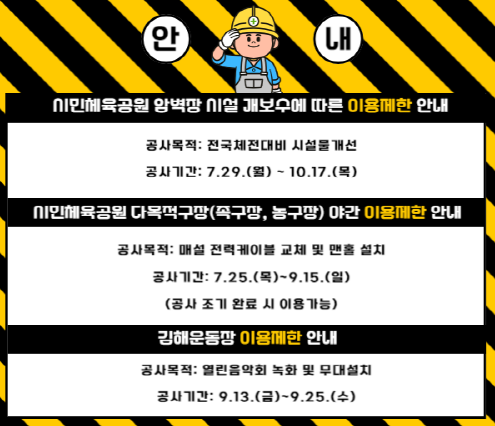 안 내
시민체육공원 암벽장 시설 개보수에 따른 이용제한 안내
공사목적: 전국체전대비 시설물개선
공사기간: 7.29.(월) ~ 10.17.(목)
시민체육공원 다목적구장(족구장, 농구장) 야간 이용제한 안내
공사목적: 매설 전력케이블 교체 및 맨홀 설치
공사기간: 7.25.(목)~9.15.(일)
(공사 조기 완료 시 이용가능)
김해운동장 이용제한 안내
공사목적: 열린음악회 녹화 및 무대설치
공사기간: 9.13.(금)~9.25.(수)